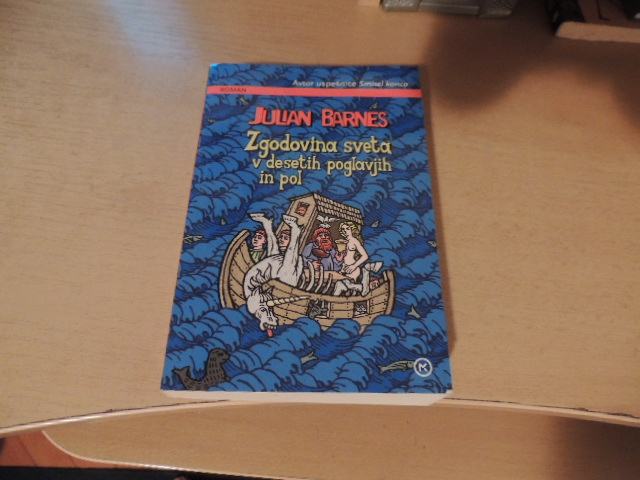 Avtor uspešnice Smisel konca
ROMAN
JULIAN BARNES
Zgodovina sveta
v desetih poglavjih
in pol